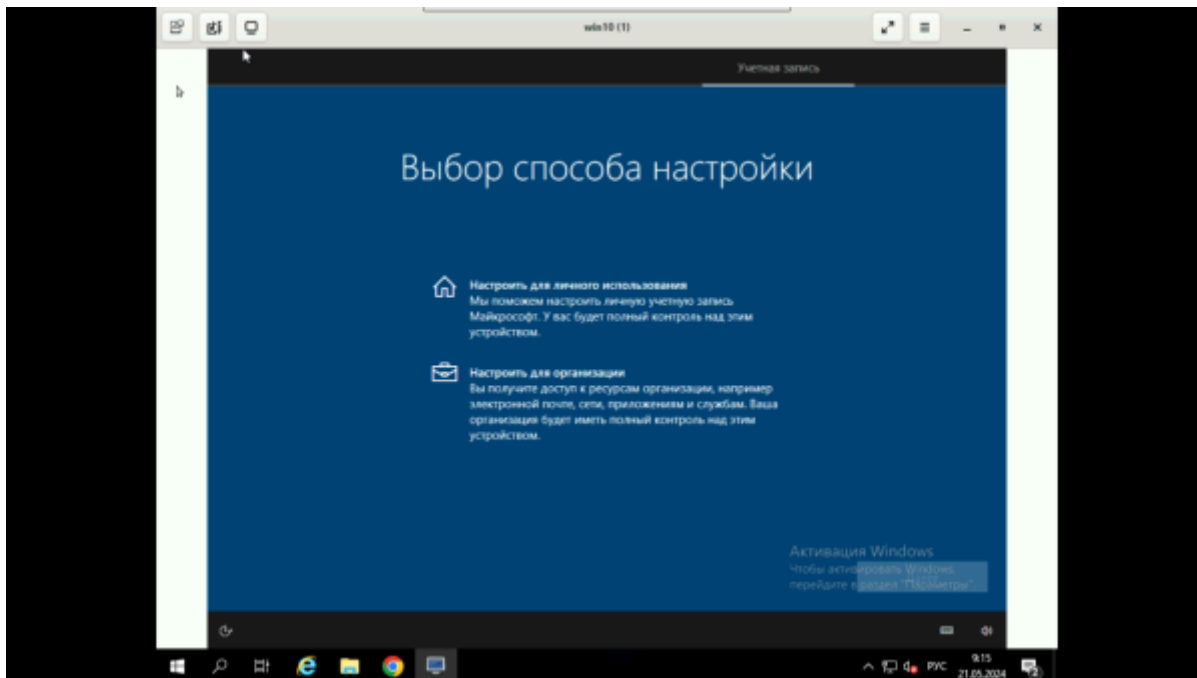 win10 (1)
Учетная запись
Выбор способа настройки
Настроить для личного использования
Мы поможем настроить личную учетную запись
Майкрософт. У вас будет полный контроль над этим
устройством.
Настроить для организации
Вы получите доступ к ресурсам организации, например
электронной почте, сети, приложениям и службам. Ваша
организация будет иметь полный контроль над этим
устройством.
Активация Windows
Чтобы активировать Windows,
перейдите в раздел "Параметры".
РУС
9:15
21.05.2024
2